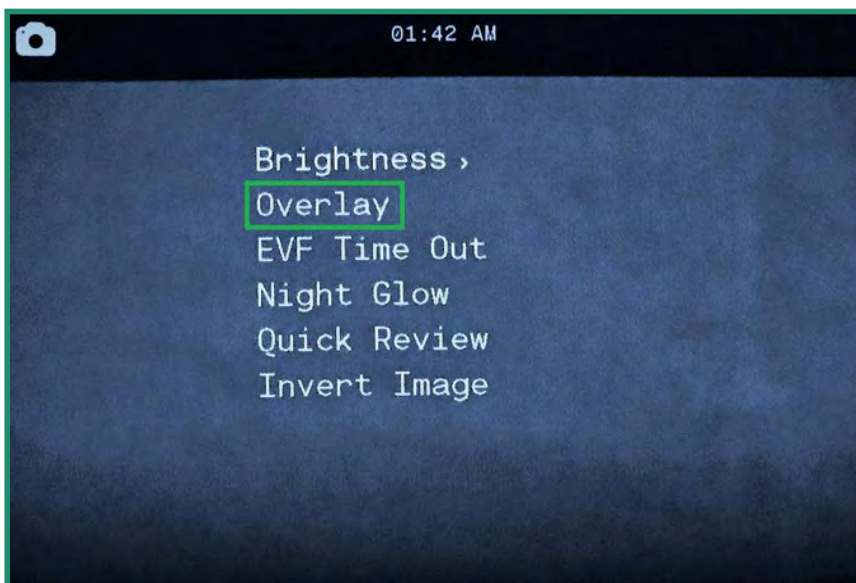 01:42 AM
Brightness ›
Overlay
EVF Time Out
Night Glow
Quick Review
Invert Image